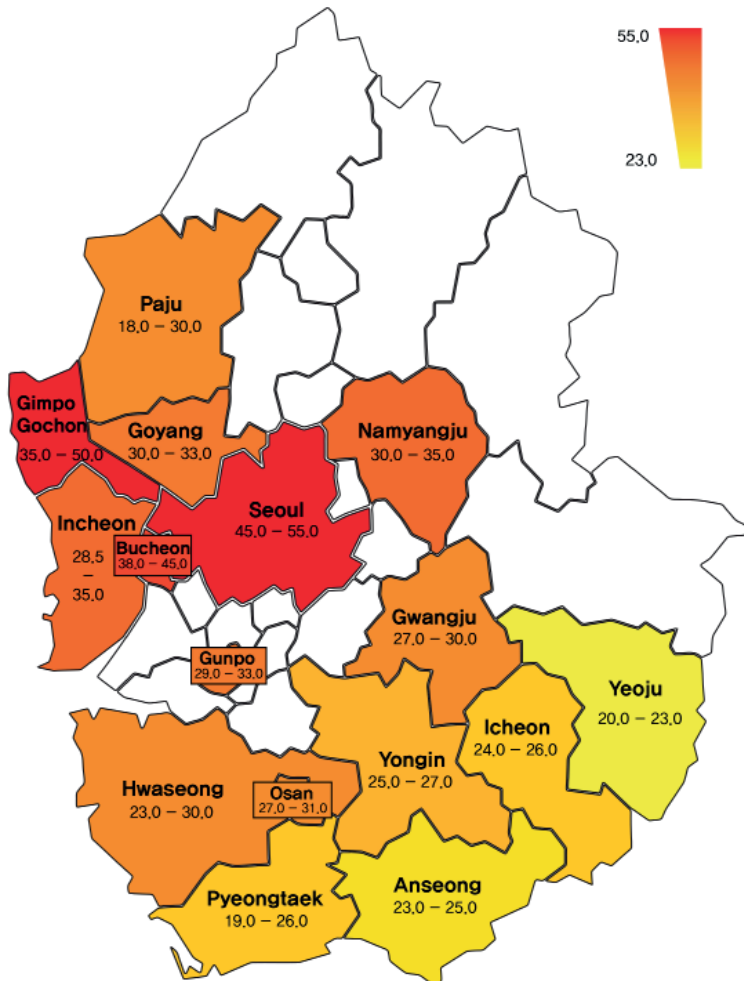 55.0
23.0
Paju
18.0 – 30.0
Gimpo
Gochon
35.0 – 50.0
Goyang
30.0 – 33.0
Namyangju
30.0 – 35.0
Seoul
45.0 – 55.0
Incheon
28.5
–
35.0
Bucheon
38.0 – 45.0
Gwangju
27.0 – 30.0
Gunpo
29.0 – 33.0
Yeoju
20.0 – 23.0
Icheon
24.0 – 26.0
Yongin
25.0 – 27.0
Hwaseong
23.0 – 30.0
Osan
27.0 – 31.0
Pyeongtaek
19.0 – 26.0
Anseong
23.0 – 25.0